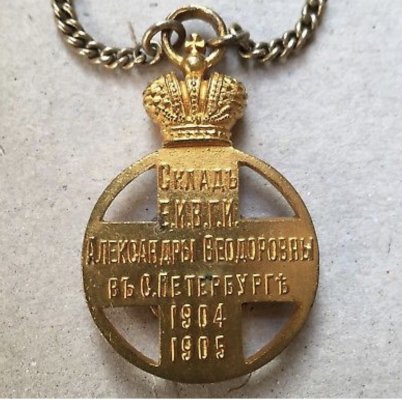 Складъ
Е.И.В.Г.И.
Александры Ѳеодоровны
въ С.Петербургѣ
1904
1905